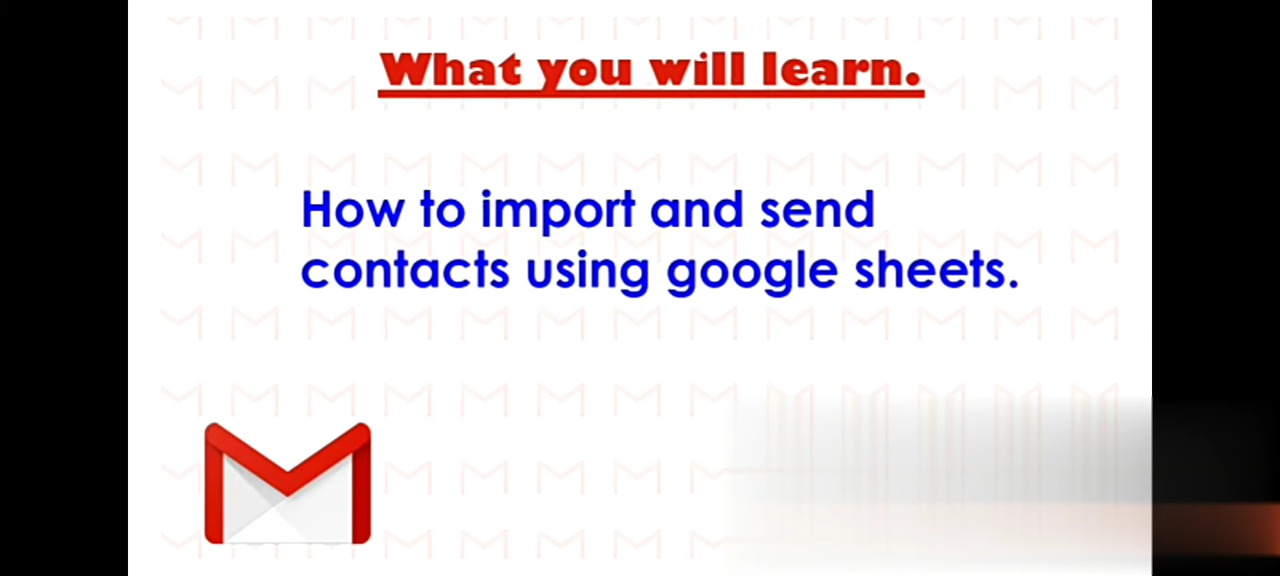 What you will learn.
How to import and send
contacts using google sheets.